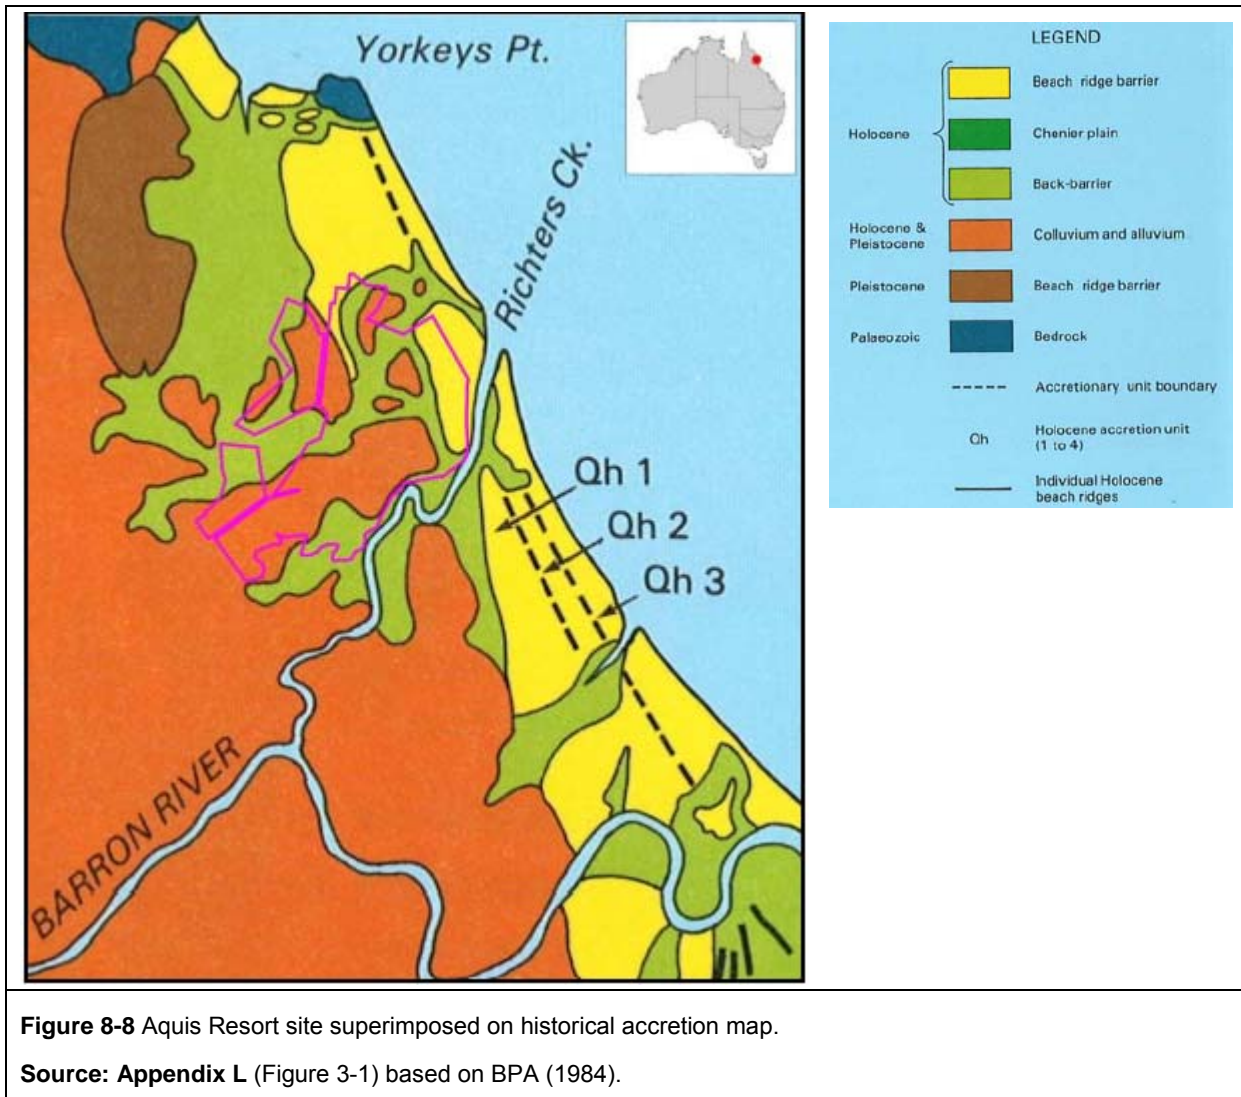 Yorkeys Pt.
Richters Ck.
Qh 1
Qh 2
Qh 3
BARRON RIVER
LEGEND
Beach ridge barrier
Holocene
Chenier plain
Back-barrier
Holocene &
Pleistocene
Colluvium and alluvium
Pleistocene
Beach ridge barrier
Palaeozoic
Bedrock
Accretionary unit boundary
Qh
Holocene accretion unit
(1 to 4)
Individual Holocene
beach ridges
Figure 8-8 Aquis Resort site superimposed on historical accretion map.
Source: Appendix L (Figure 3-1) based on BPA (1984).